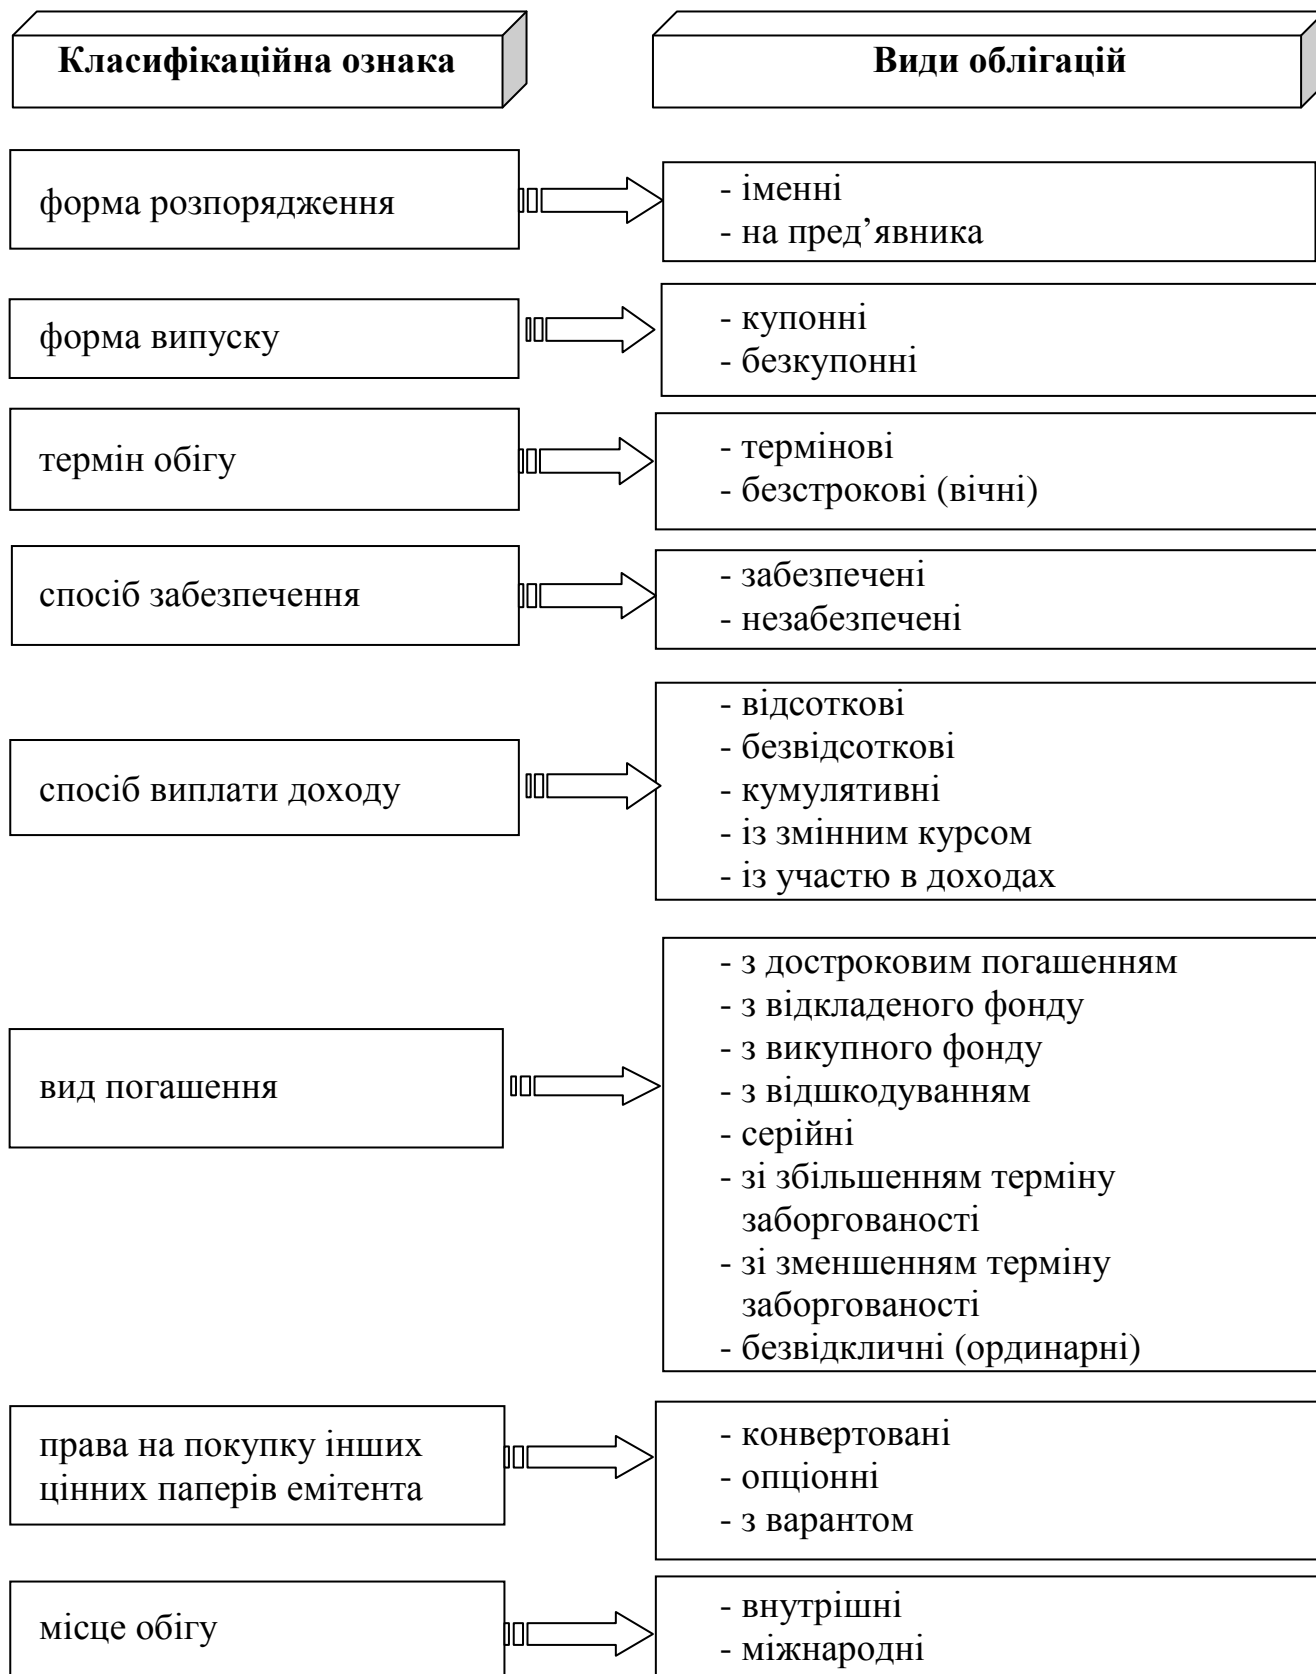 Класифікаційна ознака
Види облігацій
форма розпорядження
- іменні
- на пред’явника
форма випуску
- купонні
- безкупонні
термін обігу
- термінові
- безстрокові (вічні)
спосіб забезпечення
- забезпечені
- незабезпечені
спосіб виплати доходу
- відсоткові
- безвідсоткові
- кумулятивні
- із змінним курсом
- із участю в доходах
вид погашення
- з достроковим погашенням
- з відкладеного фонду
- з викупного фонду
- з відшкодуванням
- серійні
- зі збільшенням терміну
заборгованості
- зі зменшенням терміну
заборгованості
- безвідкличні (ординарні)
права на покупку інших
цінних паперів емітента
- конвертовані
- опціонні
- з варантом
місце обігу
- внутрішні
- міжнародні